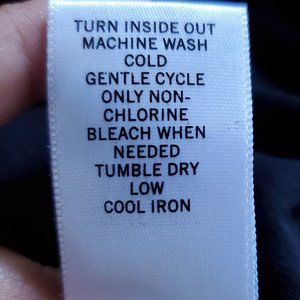 TURN INSIDE OUT
MACHINE WASH
COLD
GENTLE CYCLE
ONLY NON-
CHLORINE
BLEACH WHEN
NEEDED
TUMBLE DRY
LOW
COOL IRON